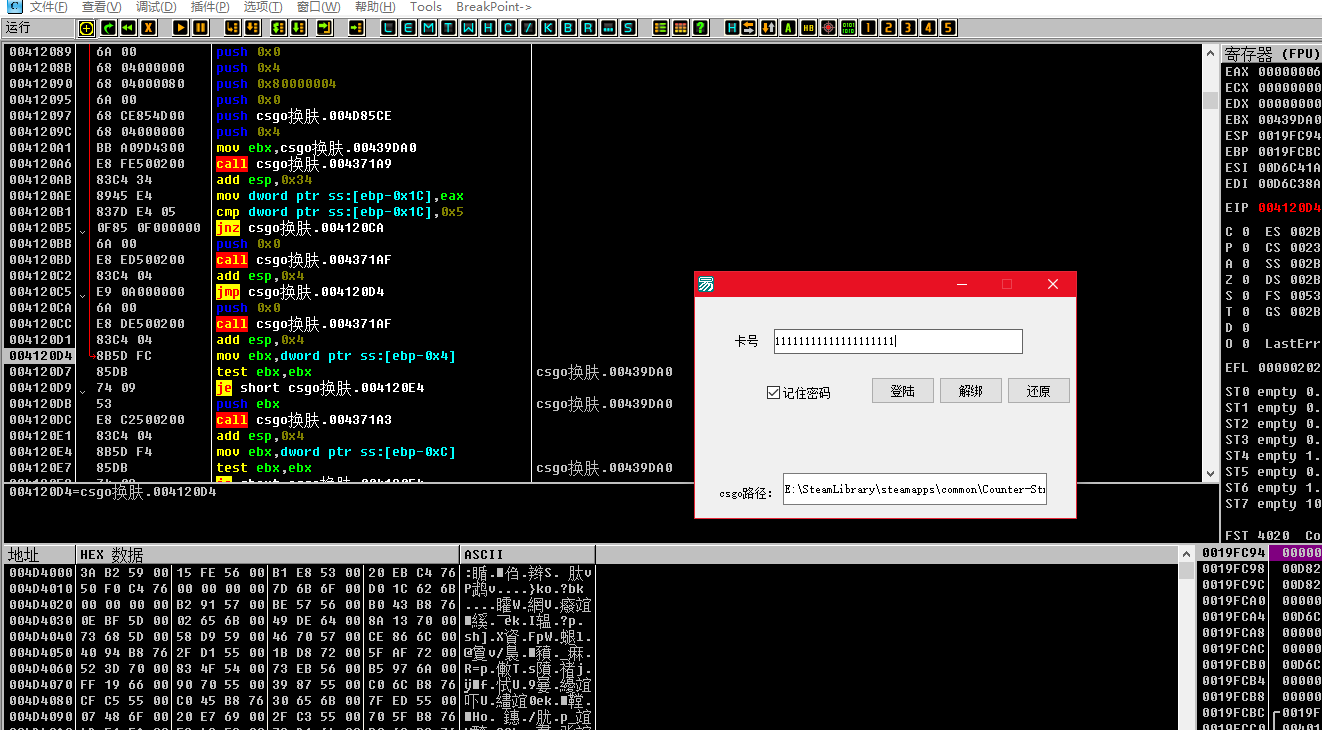 文件(F) 查看(V) 调试(D) 插件(P) 选项(T) 窗口(W) 帮助(H) Tools BreakPoint->
运行 L E M T W H C / K B R ... S ? H A HB 1 2 3 4 5
00412089 6A 00 push 0x0
0041208B 68 04000000 push 0x4
00412090 68 04000080 push 0x80000004
00412095 6A 00 push 0x0
00412097 68 CE854D00 push csgo换肤.004D85CE
0041209C 68 04000000 push 0x4
004120A1 BB A09D4300 mov ebx,csgo换肤.00439DA0
004120A6 E8 FE500200 call csgo换肤.004371A9
004120AB 83C4 34 add esp,0x34
004120AE 8945 E4 mov dword ptr ss:[ebp-0x1C],eax
004120B1 837D E4 05 cmp dword ptr ss:[ebp-0x1C],0x5
004120B5 0F85 0F000000 jnz csgo换肤.004120CA
004120BB 6A 00 push 0x0
004120BD E8 ED500200 call csgo换肤.004371AF
004120C2 83C4 04 add esp,0x4
004120C5 E9 0A000000 jmp csgo换肤.004120D4
004120CA 6A 00 push 0x0
004120CC E8 DE500200 call csgo换肤.004371AF
004120D1 83C4 04 add esp,0x4
004120D4 8B5D FC mov ebx,dword ptr ss:[ebp-0x4]
004120D7 85DB test ebx,ebx csgo换肤.00439DA0
004120D9 74 09 je short csgo换肤.004120E4
004120DB 53 push ebx csgo换肤.00439DA0
004120DC E8 C2500200 call csgo换肤.004371A3
004120E1 83C4 04 add esp,0x4
004120E4 8B5D F4 mov ebx,dword ptr ss:[ebp-0xC]
004120E7 85DB test ebx,ebx csgo换肤.00439DA0
004120D4=csgo换肤.004120D4
寄存器 (FPU)
EAX 00000006
ECX 00000000
EDX 00000000
EBX 00439DA0
ESP 0019FC94
EBP 0019FCBC
ESI 00D6C41A
EDI 00D6C38A
EIP 004120D4
C 0 ES 002B
P 0 CS 0023
A 0 SS 002B
Z 0 DS 002B
S 0 FS 0053
T 0 GS 002B
D 0
O 0 LastErr
EFL 00000202
ST0 empty 0.
ST1 empty 0.
ST2 empty 0.
ST3 empty 0.
ST4 empty 1.
ST5 empty 0.
ST6 empty 1.
ST7 empty 10
FST 4020 Co
卡号
记住密码 登陆 解绑 还原
csgo路径: E:\SteamLibrary\steamapps\common\Counter-Str
地址 HEX 数据 ASCII
004D4000 3A B2 59 00 15 FE 56 00 B1 E8 53 00 20 EB C4 76
004D4010 50 F0 C4 76 00 00 00 00 7D 6B 6F 00 D0 1C 62 6B
004D4020 00 00 00 00 B2 91 57 00 BE 57 56 00 B0 43 B8 76
004D4030 0E BF 5D 00 02 65 6B 00 49 DE 64 00 8A 13 70 00
004D4040 73 68 5D 00 58 D9 59 00 46 70 57 00 CE 86 6C 00
004D4050 40 94 B8 76 2F D1 55 00 1B D8 72 00 5F AF 72 00
004D4060 52 3D 70 00 83 4F 54 00 73 EB 56 00 B5 97 6A 00
004D4070 FF 19 66 00 90 70 55 00 39 87 55 00 C0 6C B8 76
004D4080 CF C5 55 00 C0 45 B8 76 30 65 6B 00 7F ED 55 00
004D4090 07 48 6F 00 20 E7 69 00 2F C3 55 00 70 5F B8 76
0019FC94 00000
0019FC98 00D82
0019FC9C 00D82
0019FCA0 00000
0019FCA4 00D6C
0019FCA8 00000
0019FCAC 00000
0019FCB0 00D6C
0019FCB4 00000
0019FCB8 00000
0019FCBC 0019F